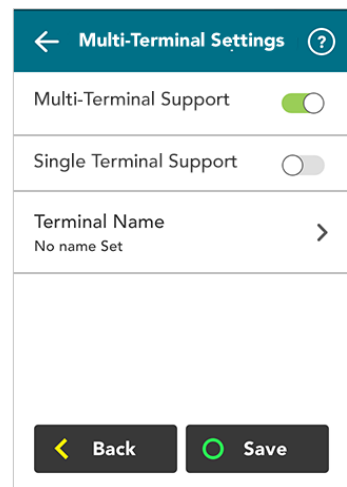 Multi-Terminal Settings ?
Multi-Terminal Support
Single Terminal Support
Terminal Name
No name Set
Back
Save